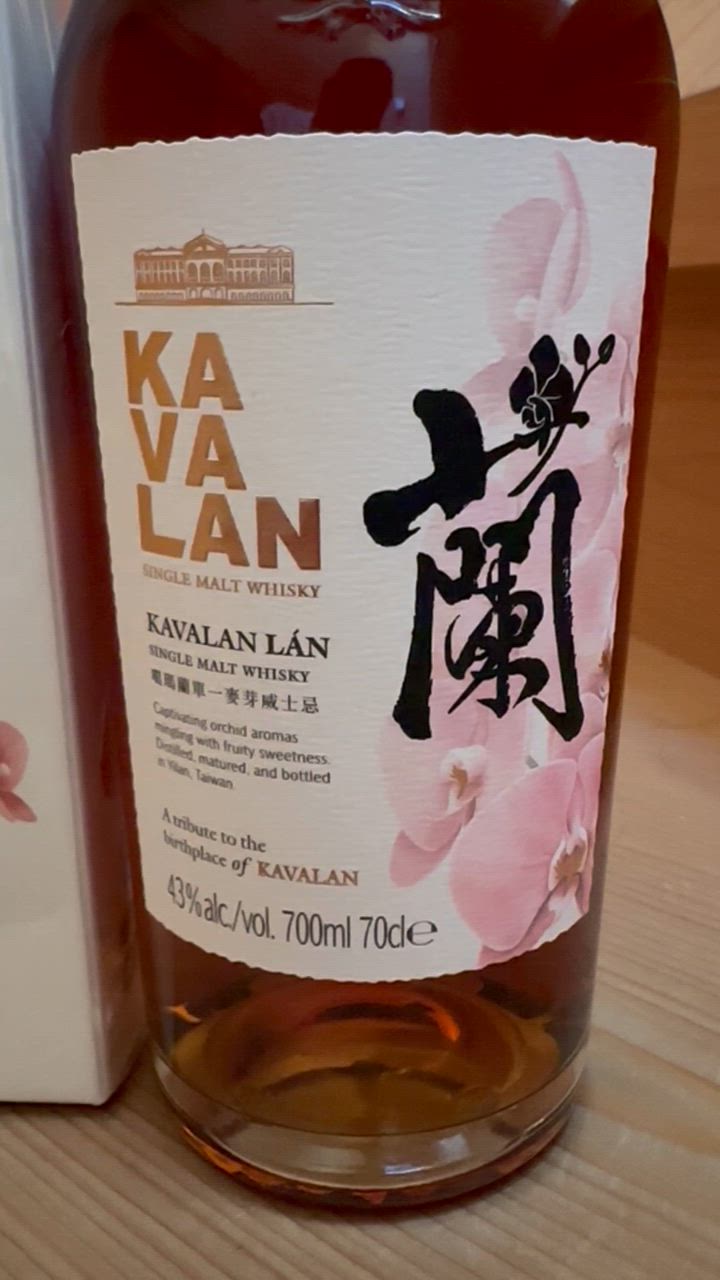 KA
VA
LAN
SINGLE MALT WHISKY
KAVALAN LÁN
SINGLE MALT WHISKY
噶瑪蘭單一麥芽威士忌
Captivating orchid aromas
mingling with fruity sweetness.
Distilled, matured, and bottled
in Yilan, Taiwan.
A tribute to the
birthplace of KAVALAN
43%alc./vol. 700ml 70cl℮
蘭